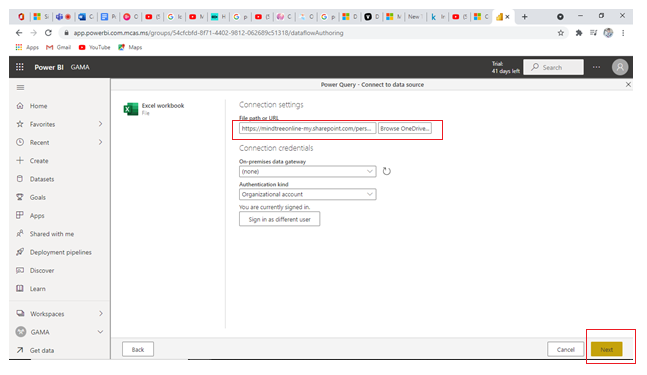 app.powerbi.com.mcas.ms/groups/54cfcbfd-8f71-4402-9812-062689c51318/dataflowAuthoring
Apps Gmail YouTube Maps
Power BI GAMA
Trial:
41 days left
Search
Power Query - Connect to data source
Home
Favorites
Recent
Create
Datasets
Goals
Apps
Shared with me
Deployment pipelines
Discover
Learn
Workspaces
GAMA
Get data
Excel workbook
File
Connection settings
File path or URL
https://mindtreeonline-my.sharepoint.com/pers... Browse OneDrive...
Connection credentials
On-premises data gateway
(none)
Authentication kind
Organizational account
You are currently signed in.
Sign in as different user
Back
Cancel
Next